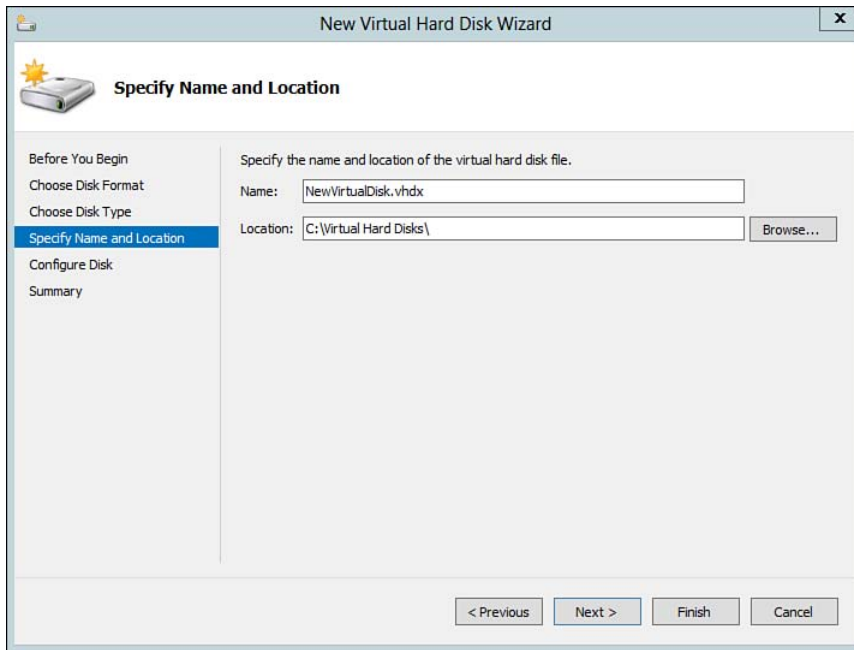 New Virtual Hard Disk Wizard
x
Specify Name and Location
Before You Begin
Choose Disk Format
Choose Disk Type
Specify Name and Location
Configure Disk
Summary
Specify the name and location of the virtual hard disk file.
Name: NewVirtualDisk.vhdx
Location: C:\Virtual Hard Disks\ Browse...
< Previous Next > Finish Cancel